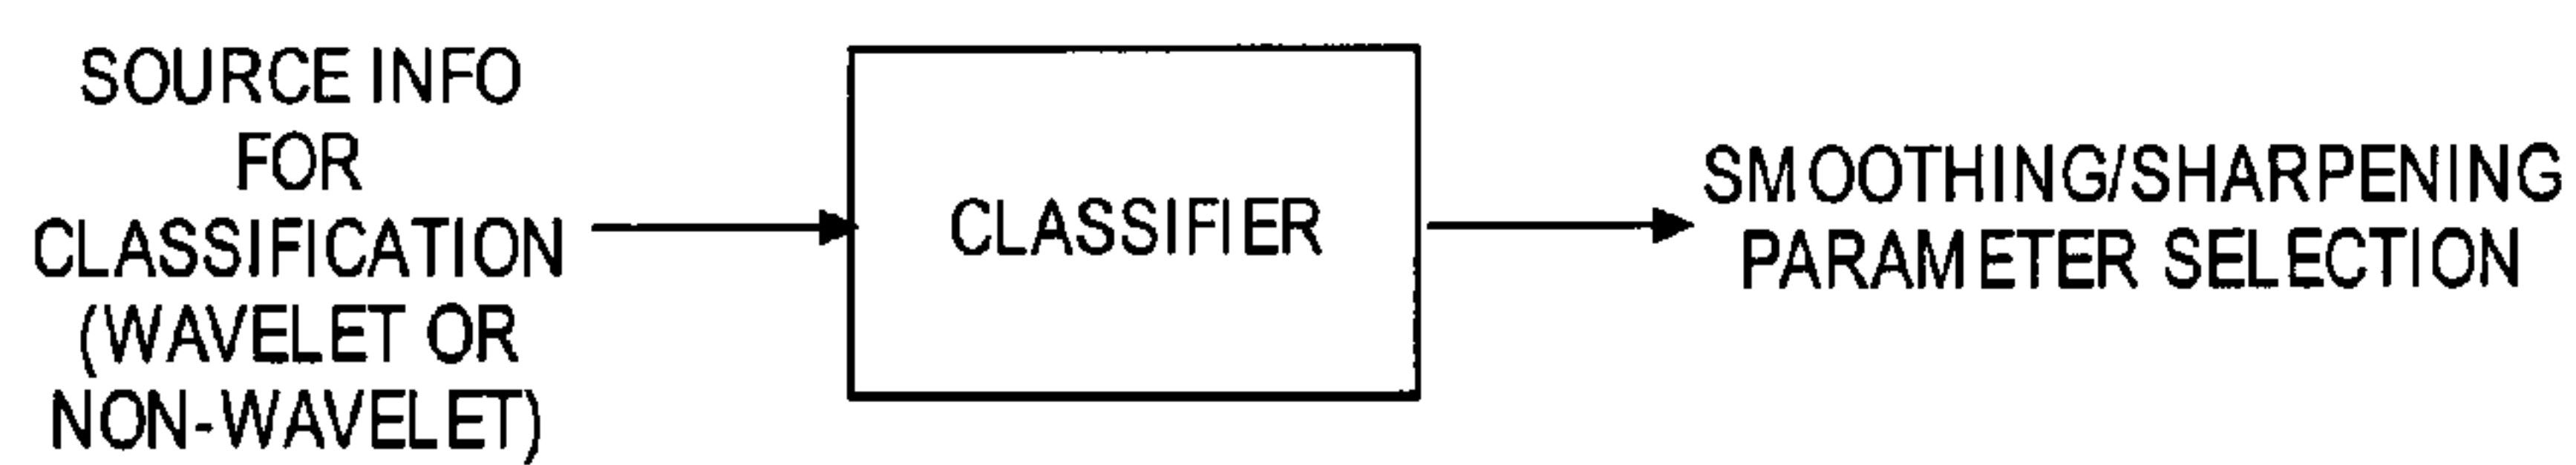 SOURCE INFO
FOR
CLASSIFICATION
(WAVELET OR
NON-WAVELET)
CLASSIFIER
SMOOTHING/SHARPENING
PARAMETER SELECTION